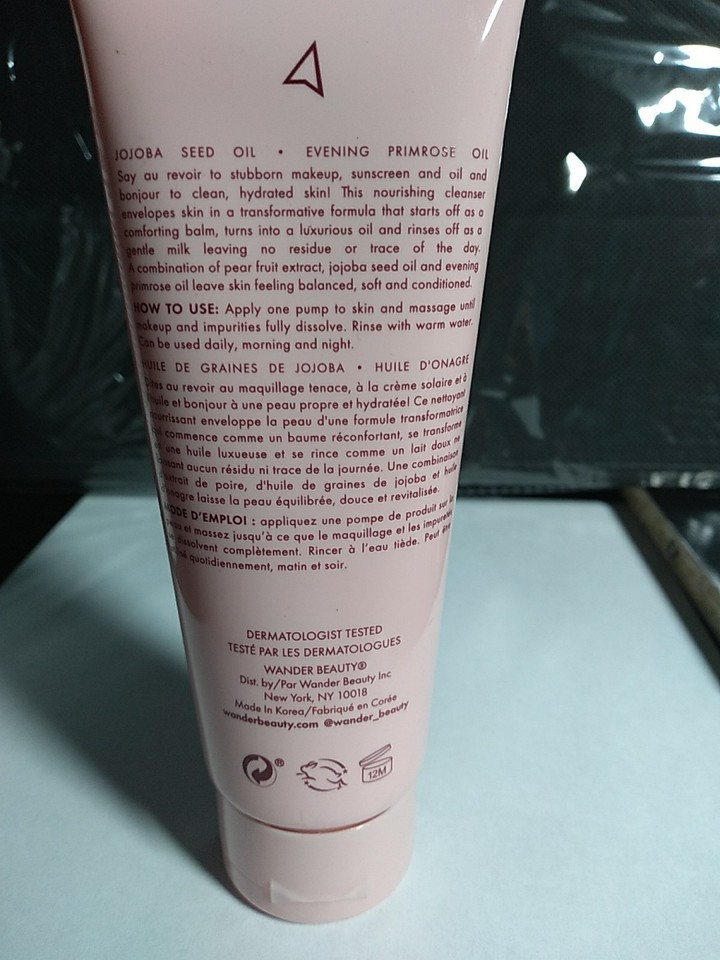 JOJOBA SEED OIL • EVENING PRIMROSE OIL
Say au revoir to stubborn makeup, sunscreen and oil and
bonjour to clean, hydrated skin! This nourishing cleanser
envelopes skin in a transformative formula that starts off as a
comforting balm, turns into a luxurious oil and rinses off as a
gentle milk leaving no residue or trace of the day.
A combination of pear fruit extract, jojoba seed oil and evening
primrose oil leave skin feeling balanced, soft and conditioned.
HOW TO USE: Apply one pump to skin and massage until
makeup and impurities fully dissolve. Rinse with warm water.
Can be used daily, morning and night.
HUILE DE GRAINES DE JOJOBA • HUILE D'ONAGRE
Dites au revoir au maquillage tenace, à la crème solaire et à
l'huile et bonjour à une peau propre et hydratée! Ce nettoyant
nourrissant enveloppe la peau d'une formule transformatrice
qui commence comme un baume réconfortant, se transforme
une huile luxueuse et se rince comme un lait doux ne
laissant aucun résidu ni trace de la journée. Une combinaison
d'extrait de poire, d'huile de graines de jojoba et huile
d'onagre laisse la peau équilibrée, douce et revitalisée.
MODE D'EMPLOI : appliquez une pompe de produit sur la
peau et massez jusqu'à ce que le maquillage et les impuretés
se dissolvent complètement. Rincer à l'eau tiède. Peut être
utilisé quotidiennement, matin et soir.
DERMATOLOGIST TESTED
TESTÉ PAR LES DERMATOLOGUES
WANDER BEAUTY®
Dist. by/Par Wander Beauty Inc
New York, NY 10018
Made In Korea/Fabriqué en Corée
wanderbeauty.com @wander_beauty
®
12M